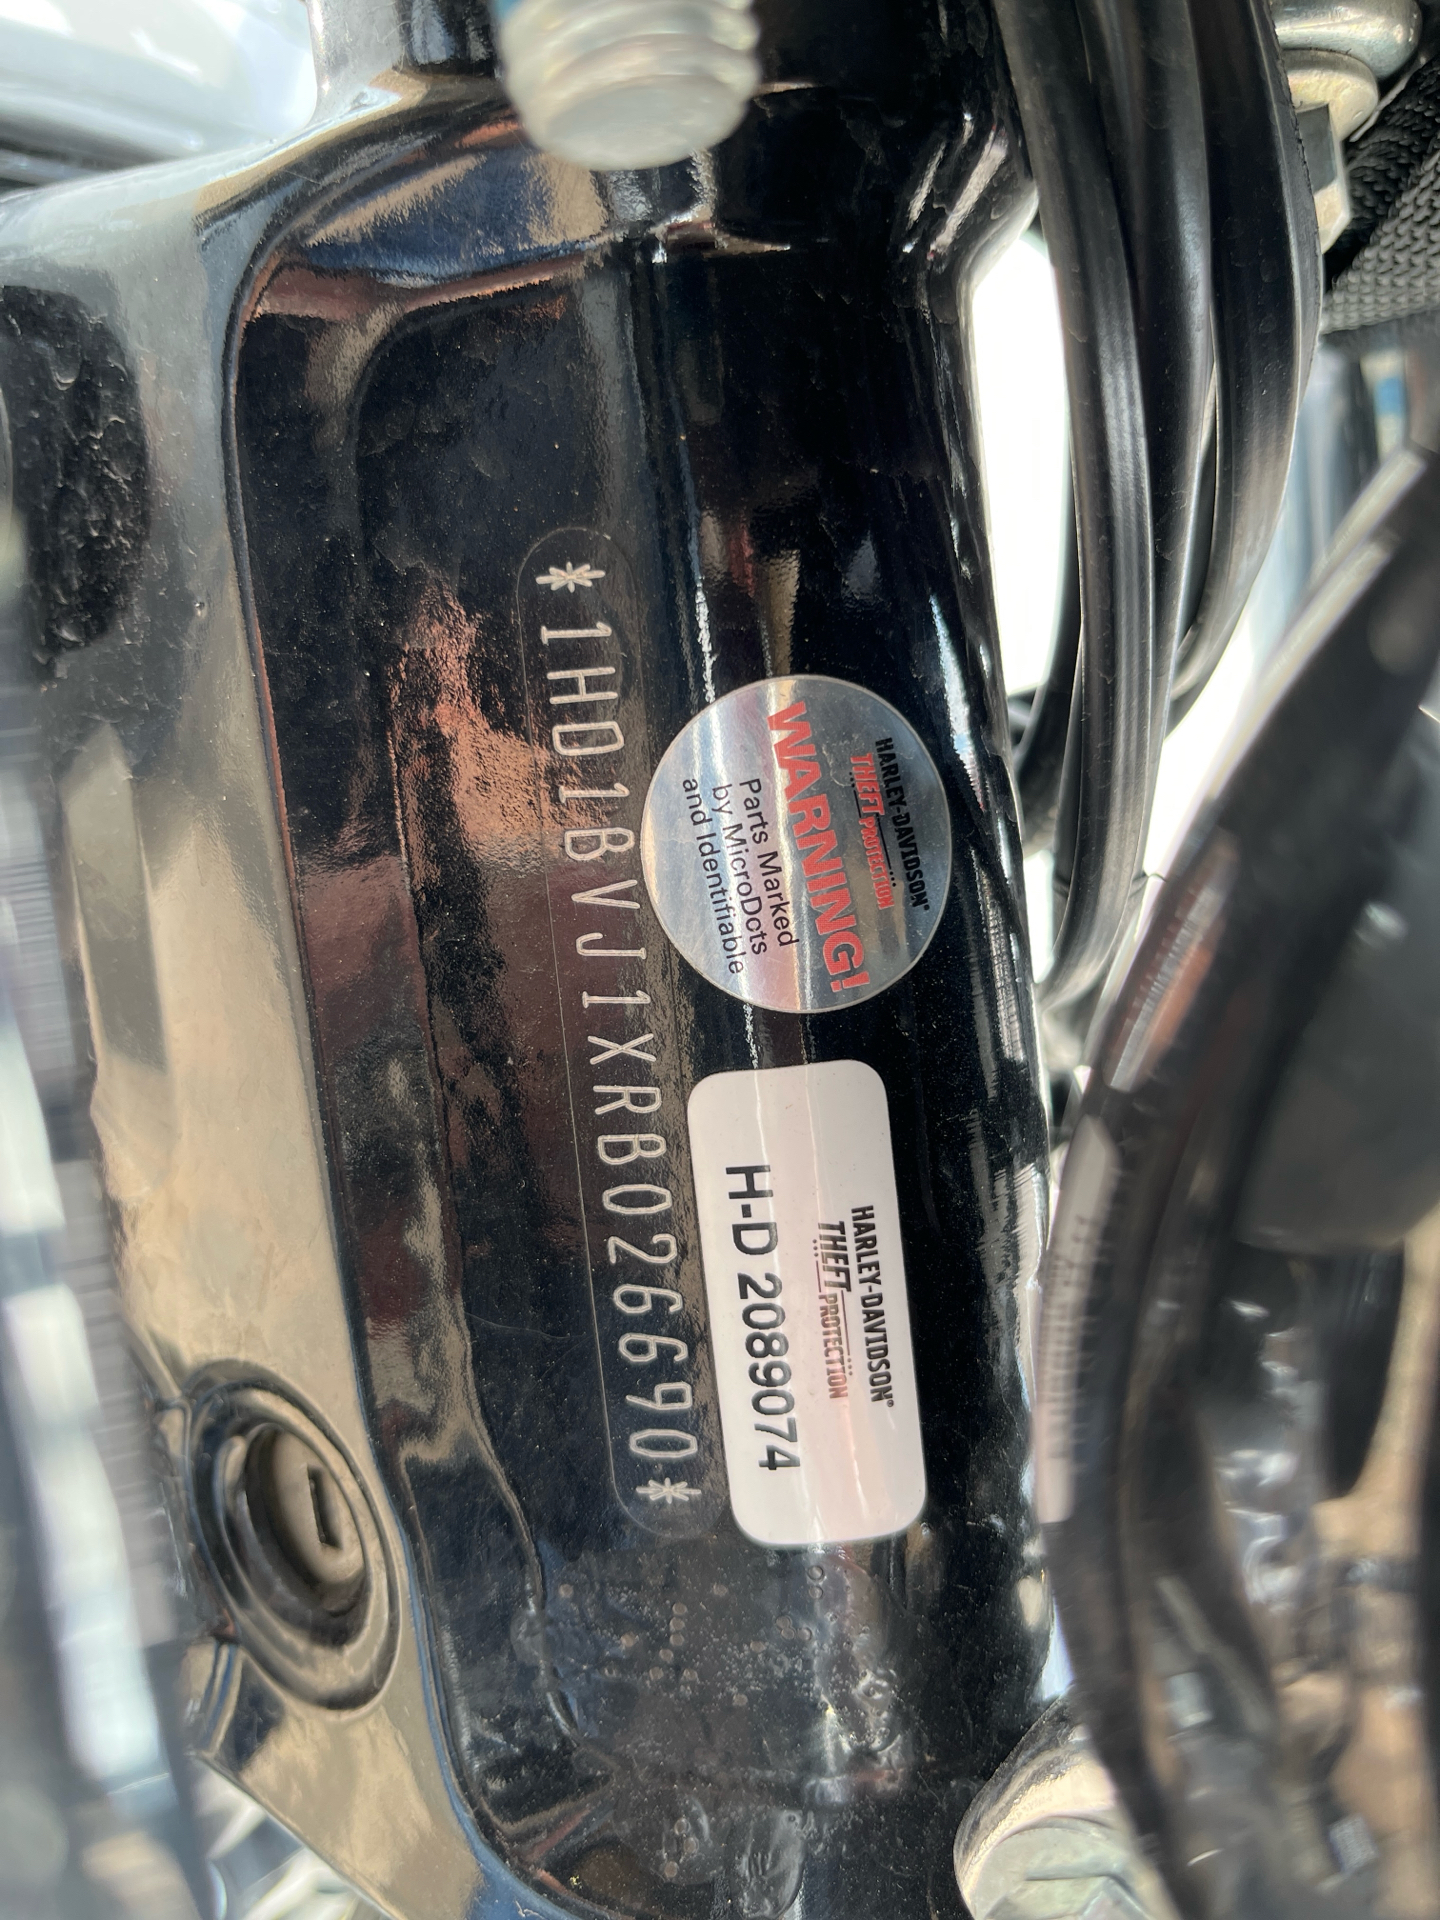 *1HD1BVJ1XRB026690*
HARLEY-DAVIDSON®
THEFT PROTECTION
WARNING!
Parts Marked
by MicroDots
and Identifiable
HARLEY-DAVIDSON®
THEFT PROTECTION
H-D 2089074